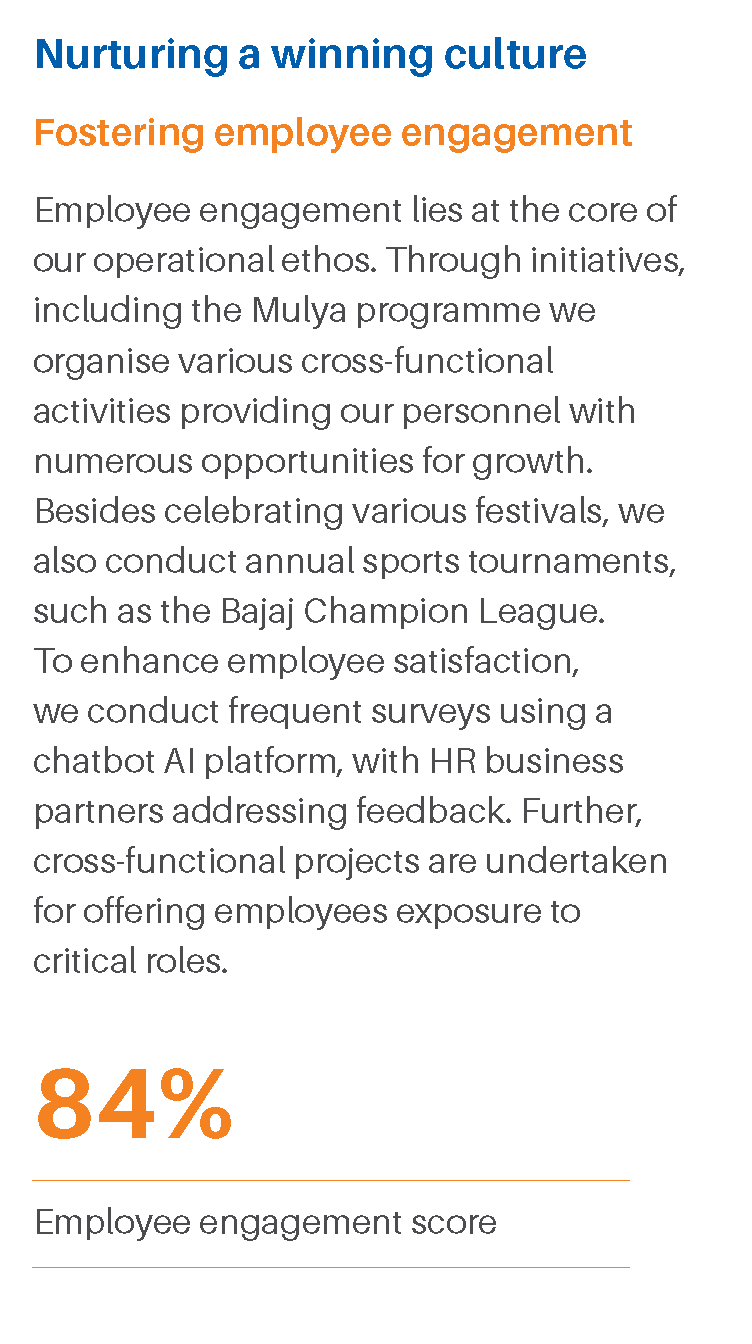 Nurturing a winning culture
Fostering employee engagement
Employee engagement lies at the core of
our operational ethos. Through initiatives,
including the Mulya programme we
organise various cross-functional
activities providing our personnel with
numerous opportunities for growth.
Besides celebrating various festivals, we
also conduct annual sports tournaments,
such as the Bajaj Champion League.
To enhance employee satisfaction,
we conduct frequent surveys using a
chatbot AI platform, with HR business
partners addressing feedback. Further,
cross-functional projects are undertaken
for offering employees exposure to
critical roles.
84%
Employee engagement score